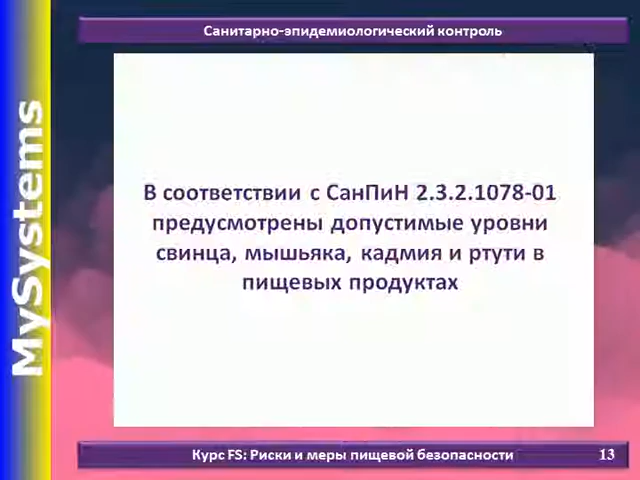 Санитарно-эпидемиологический контроль
MySystems
В соответствии с СанПиН 2.3.2.1078-01
предусмотрены допустимые уровни
свинца, мышьяка, кадмия и ртути в
пищевых продуктах
Курс FS: Риски и меры пищевой безопасности 13